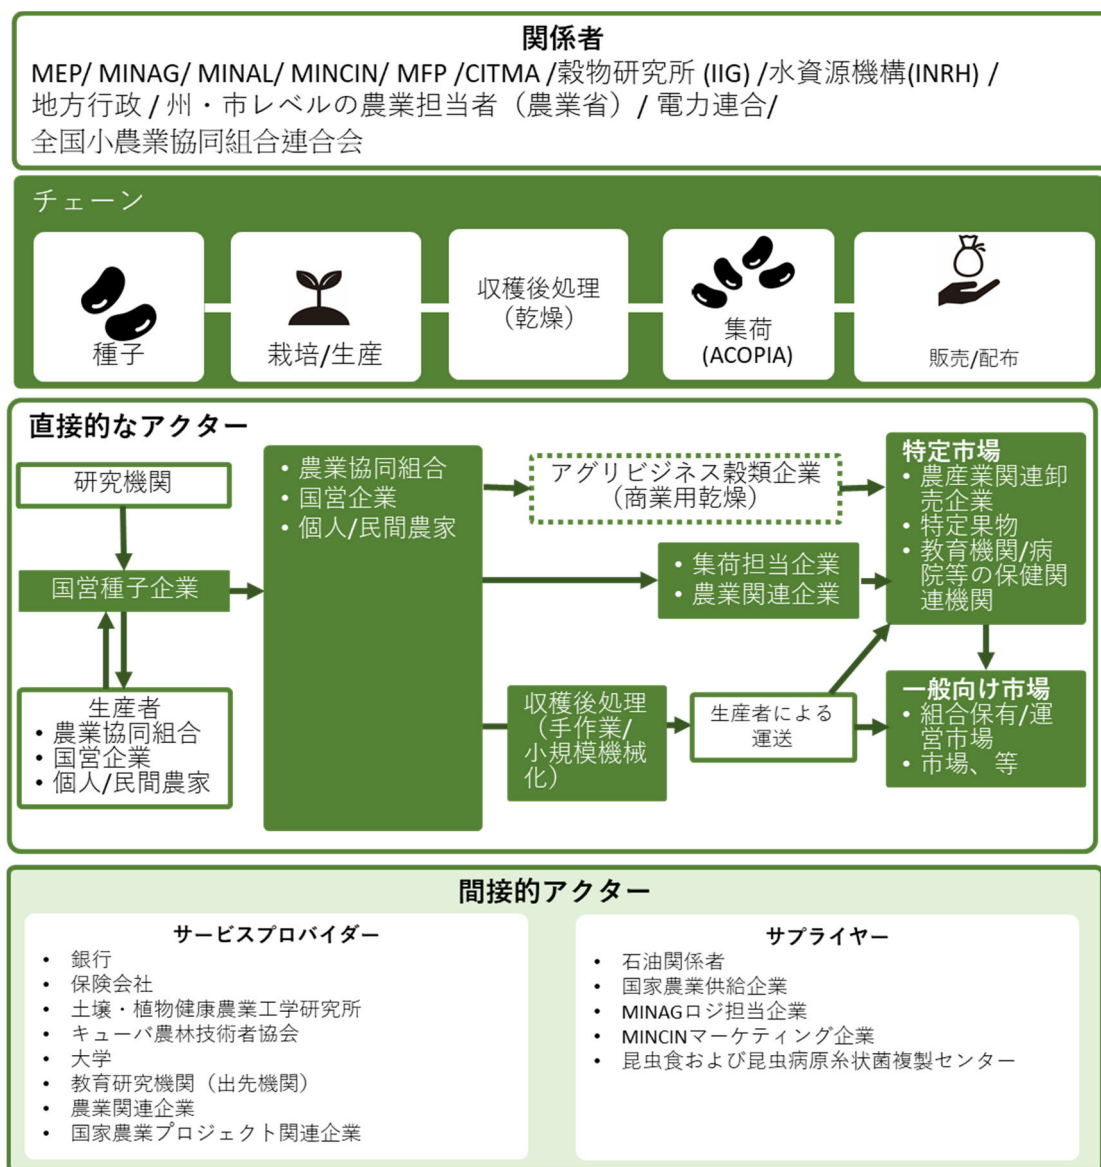 関係者
MEP/ MINAG/ MINAL/ MINCIN/ MFP /CITMA /穀物研究所 (IIG) /水資源機構(INRH) /
地方行政 / 州・市レベルの農業担当者（農業省）/ 電力連合/
全国小農業協同組合連合会
チェーン
種子
栽培/生産
収穫後処理
（乾燥）
集荷
(ACOPIA)
販売/配布
直接的なアクター
研究機関
国営種子企業
生産者
• 農業協同組合
• 国営企業
• 個人/民間農家
• 農業協同組合
• 国営企業
• 個人/民間農家
アグリビジネス穀類企業
（商業用乾燥）
• 集荷担当企業
• 農業関連企業
収穫後処理
（手作業/
小規模機械
化）
生産者による
運送
特定市場
• 農産業関連卸
売企業
• 特定果物
• 教育機関/病
院等の保健関
連機関
一般向け市場
• 組合保有/運
営市場
• 市場、等
間接的アクター
サービスプロバイダー
• 銀行
• 保険会社
• 土壌・植物健康農業工学研究所
• キューバ農林技術者協会
• 大学
• 教育研究機関（出先機関）
• 農業関連企業
• 国家農業プロジェクト関連企業
サプライヤー
• 石油関係者
• 国家農業供給企業
• MINAGロジ担当企業
• MINCINマーケティング企業
• 昆虫食および昆虫病原糸状菌複製センター